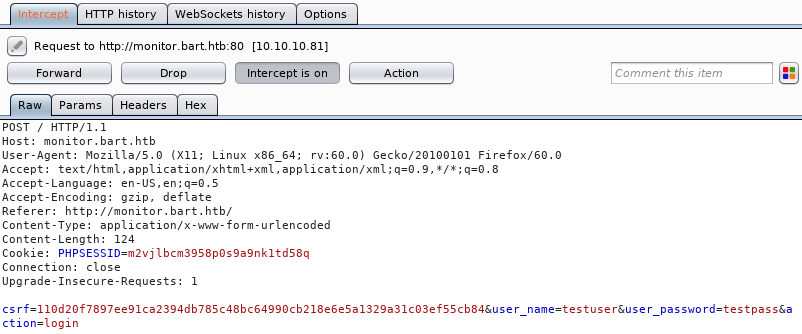 Intercept HTTP history WebSockets history Options
Request to http://monitor.bart.htb:80 [10.10.10.81]
Forward Drop Intercept is on Action Comment this item
Raw Params Headers Hex
POST / HTTP/1.1
Host: monitor.bart.htb
User-Agent: Mozilla/5.0 (X11; Linux x86_64; rv:60.0) Gecko/20100101 Firefox/60.0
Accept: text/html,application/xhtml+xml,application/xml;q=0.9,*/*;q=0.8
Accept-Language: en-US,en;q=0.5
Accept-Encoding: gzip, deflate
Referer: http://monitor.bart.htb/
Content-Type: application/x-www-form-urlencoded
Content-Length: 124
Cookie: PHPSESSID=m2vjlbcm3958p0s9a9nk1td58q
Connection: close
Upgrade-Insecure-Requests: 1
csrf=110d20f7897ee91ca2394db785c48bc64990cb218e6e5a1329a31c03ef55cb84&user_name=testuser&user_password=testpass&a
ction=login